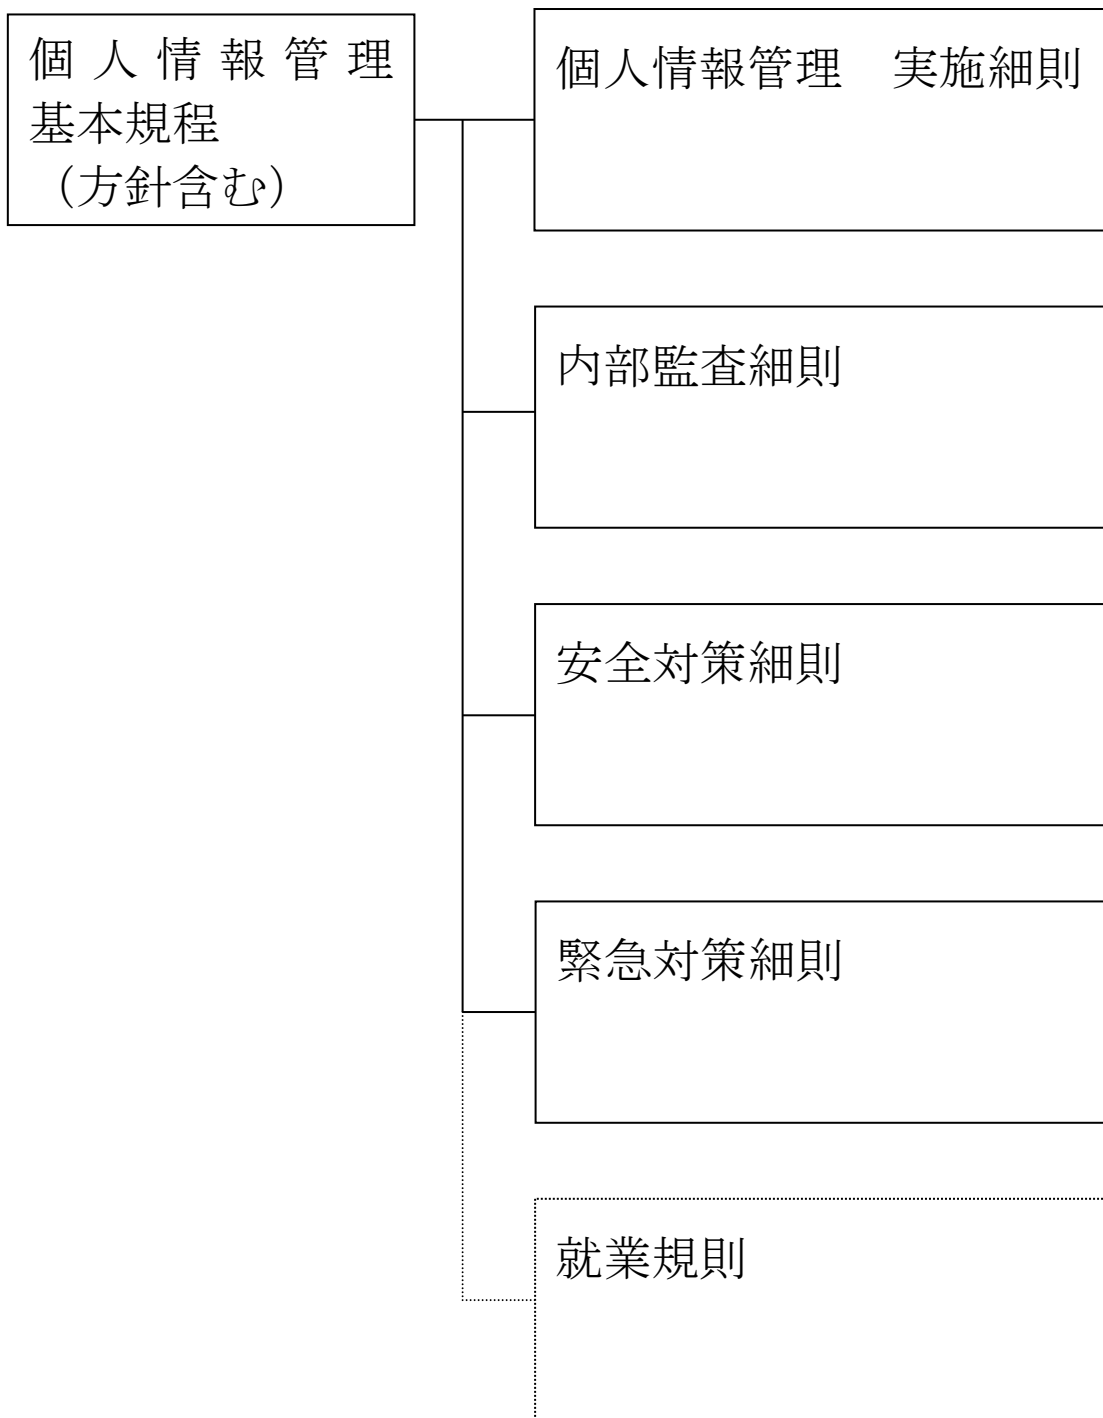 個人情報管理
基本規程
（方針含む）
個人情報管理　実施細則
内部監査細則
安全対策細則
緊急対策細則
就業規則